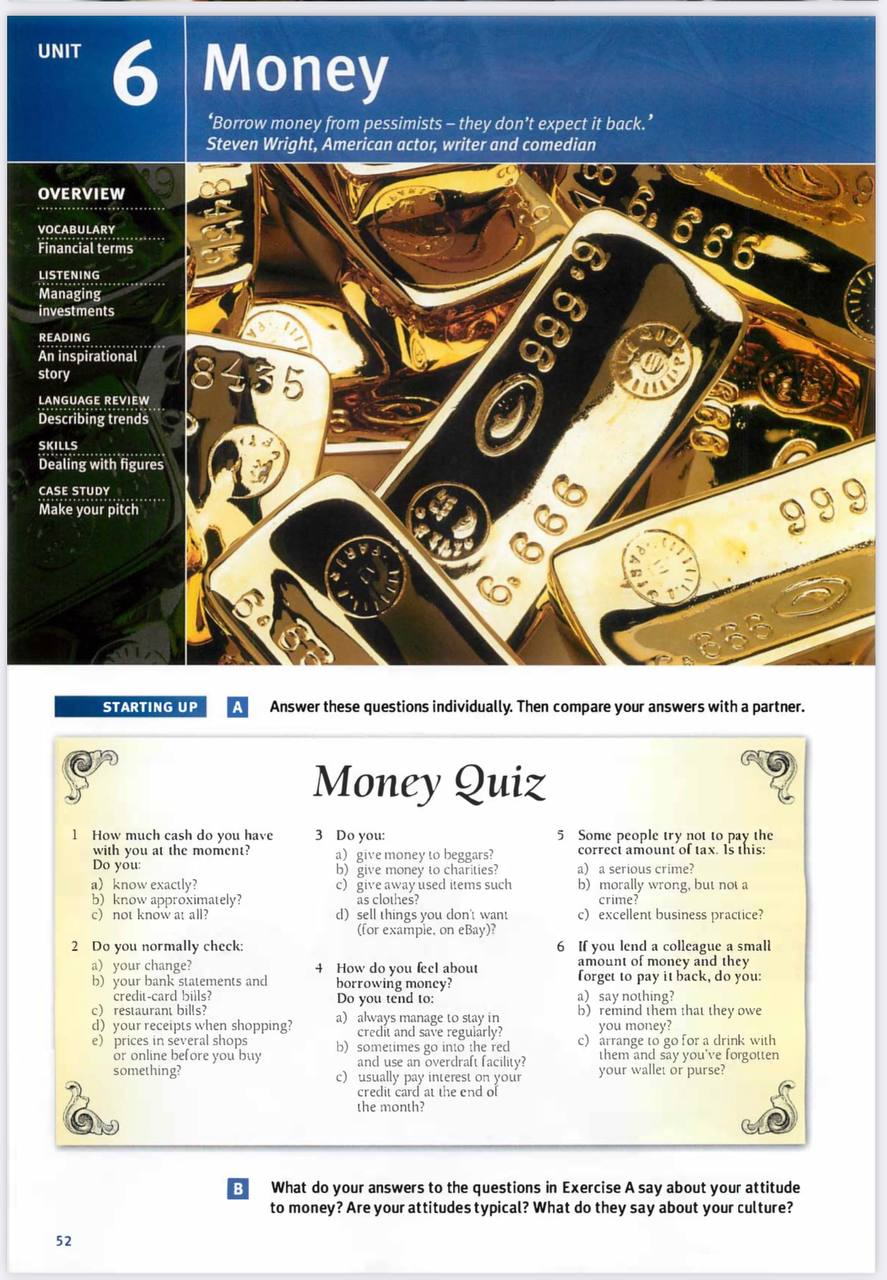 UNIT
6
Money
‘Borrow money from pessimists – they don’t expect it back.’
Steven Wright, American actor, writer and comedian
OVERVIEW
VOCABULARY
Financial terms
LISTENING
Managing
investments
READING
An inspirational
story
LANGUAGE REVIEW
Describing trends
SKILLS
Dealing with figures
CASE STUDY
Make your pitch
18435
999.9
999.9
999.9
999
PARIS
STARTING UP
A
Answer these questions individually. Then compare your answers with a partner.
Money Quiz
1 How much cash do you have
with you at the moment?
Do you:
a) know exactly?
b) know approximately?
c) not know at all?
2 Do you normally check:
a) your change?
b) your bank statements and
credit-card bills?
c) restaurant bills?
d) your receipts when shopping?
e) prices in several shops
or online before you buy
something?
3 Do you:
a) give money to beggars?
b) give money to charities?
c) give away used items such
as clothes?
d) sell things you don't want
(for example, on eBay)?
4 How do you feel about
borrowing money?
Do you tend to:
a) always manage to stay in
credit and save regularly?
b) sometimes go into the red
and use an overdraft facility?
c) usually pay interest on your
credit card at the end of
the month?
5 Some people try not to pay the
correct amount of tax. Is this:
a) a serious crime?
b) morally wrong, but not a
crime?
c) excellent business practice?
6 If you lend a colleague a small
amount of money and they
forget to pay it back, do you:
a) say nothing?
b) remind them that they owe
you money?
c) arrange to go for a drink with
them and say you've forgotten
your wallet or purse?
B
What do your answers to the questions in Exercise A say about your attitude
to money? Are your attitudes typical? What do they say about your culture?
52